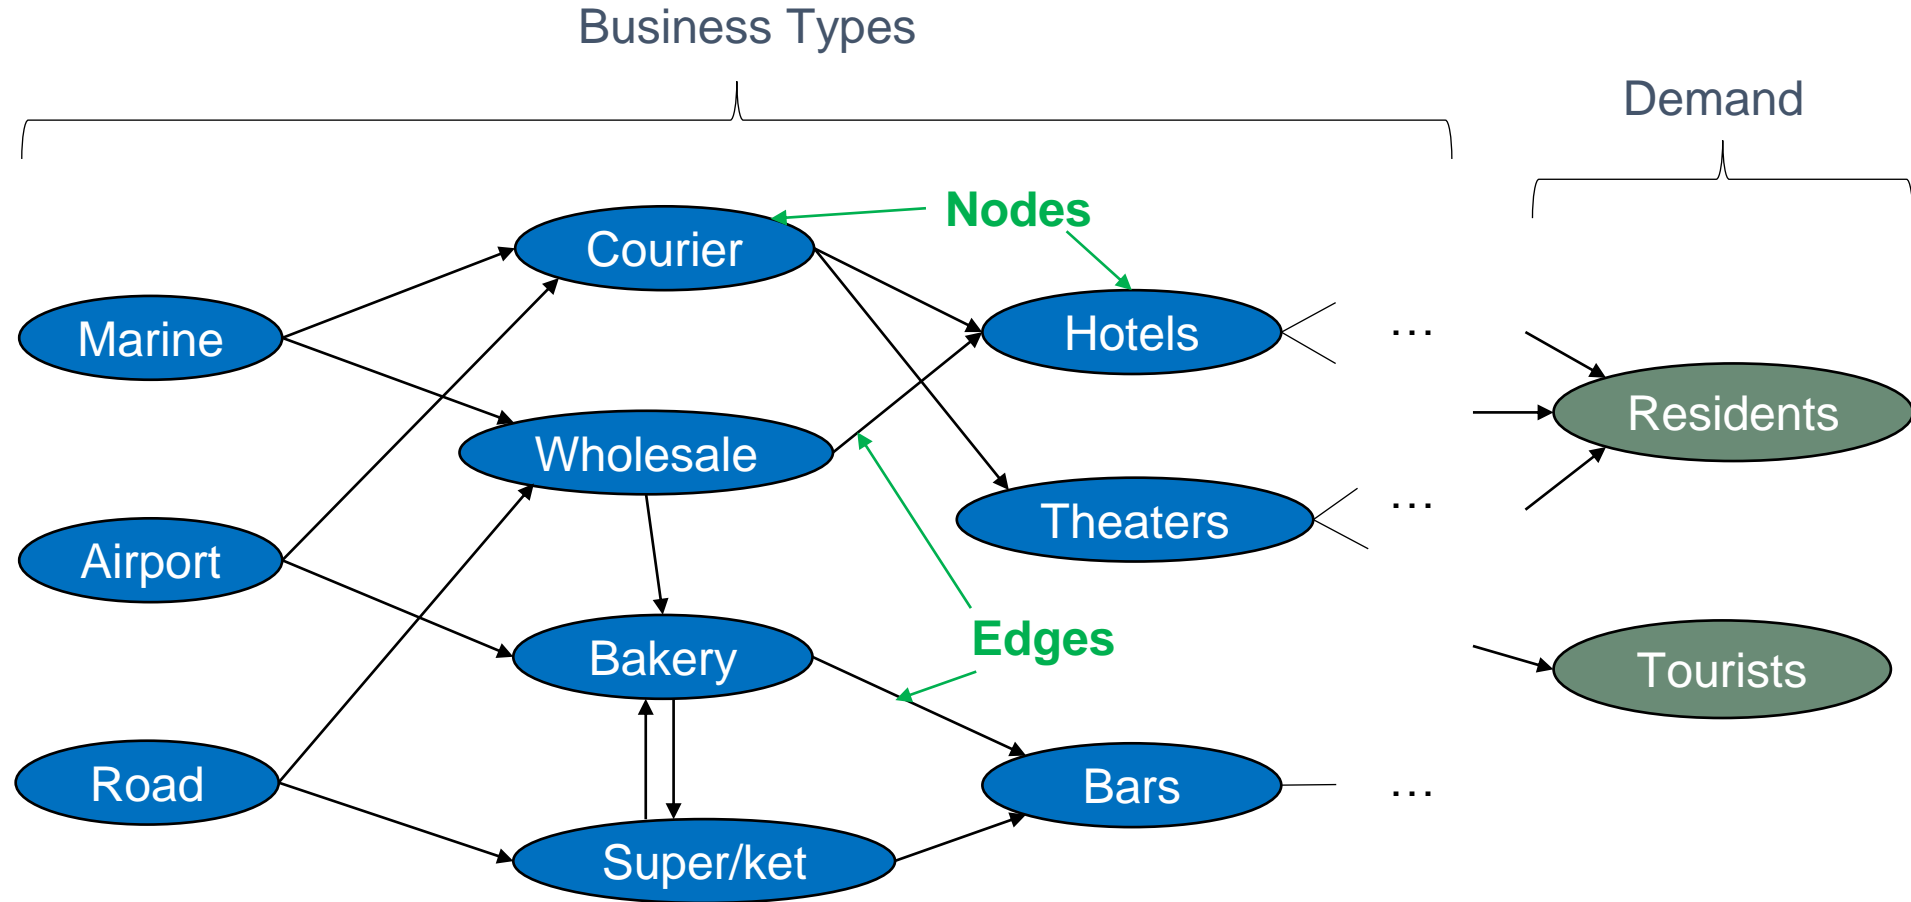 Business Types
Demand
Nodes
Courier
Marine
Hotels
...
Residents
Wholesale
Theaters
...
Airport
Edges
Bakery
Tourists
Road
Bars
...
Super/ket